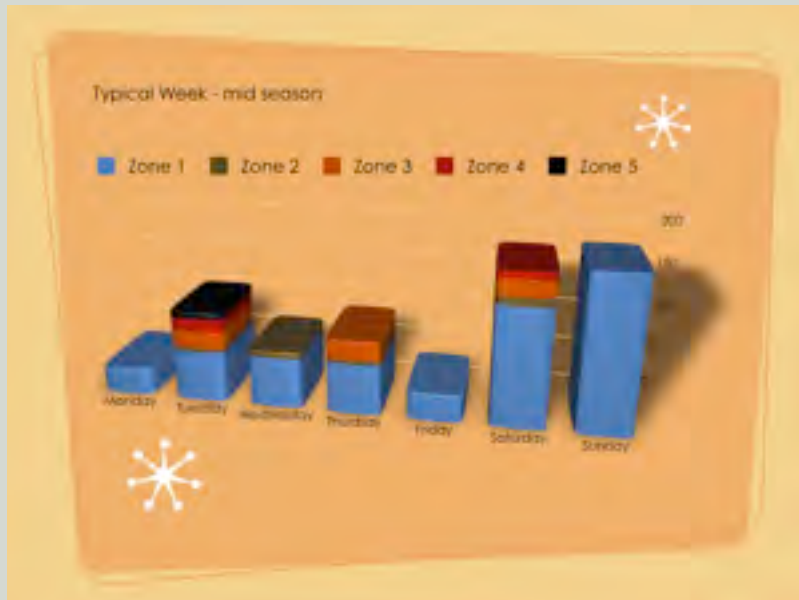 Typical Week - mid season
Zone 1 Zone 2 Zone 3 Zone 4 Zone 5
Monday Tuesday Wednesday Thursday Friday Saturday Sunday